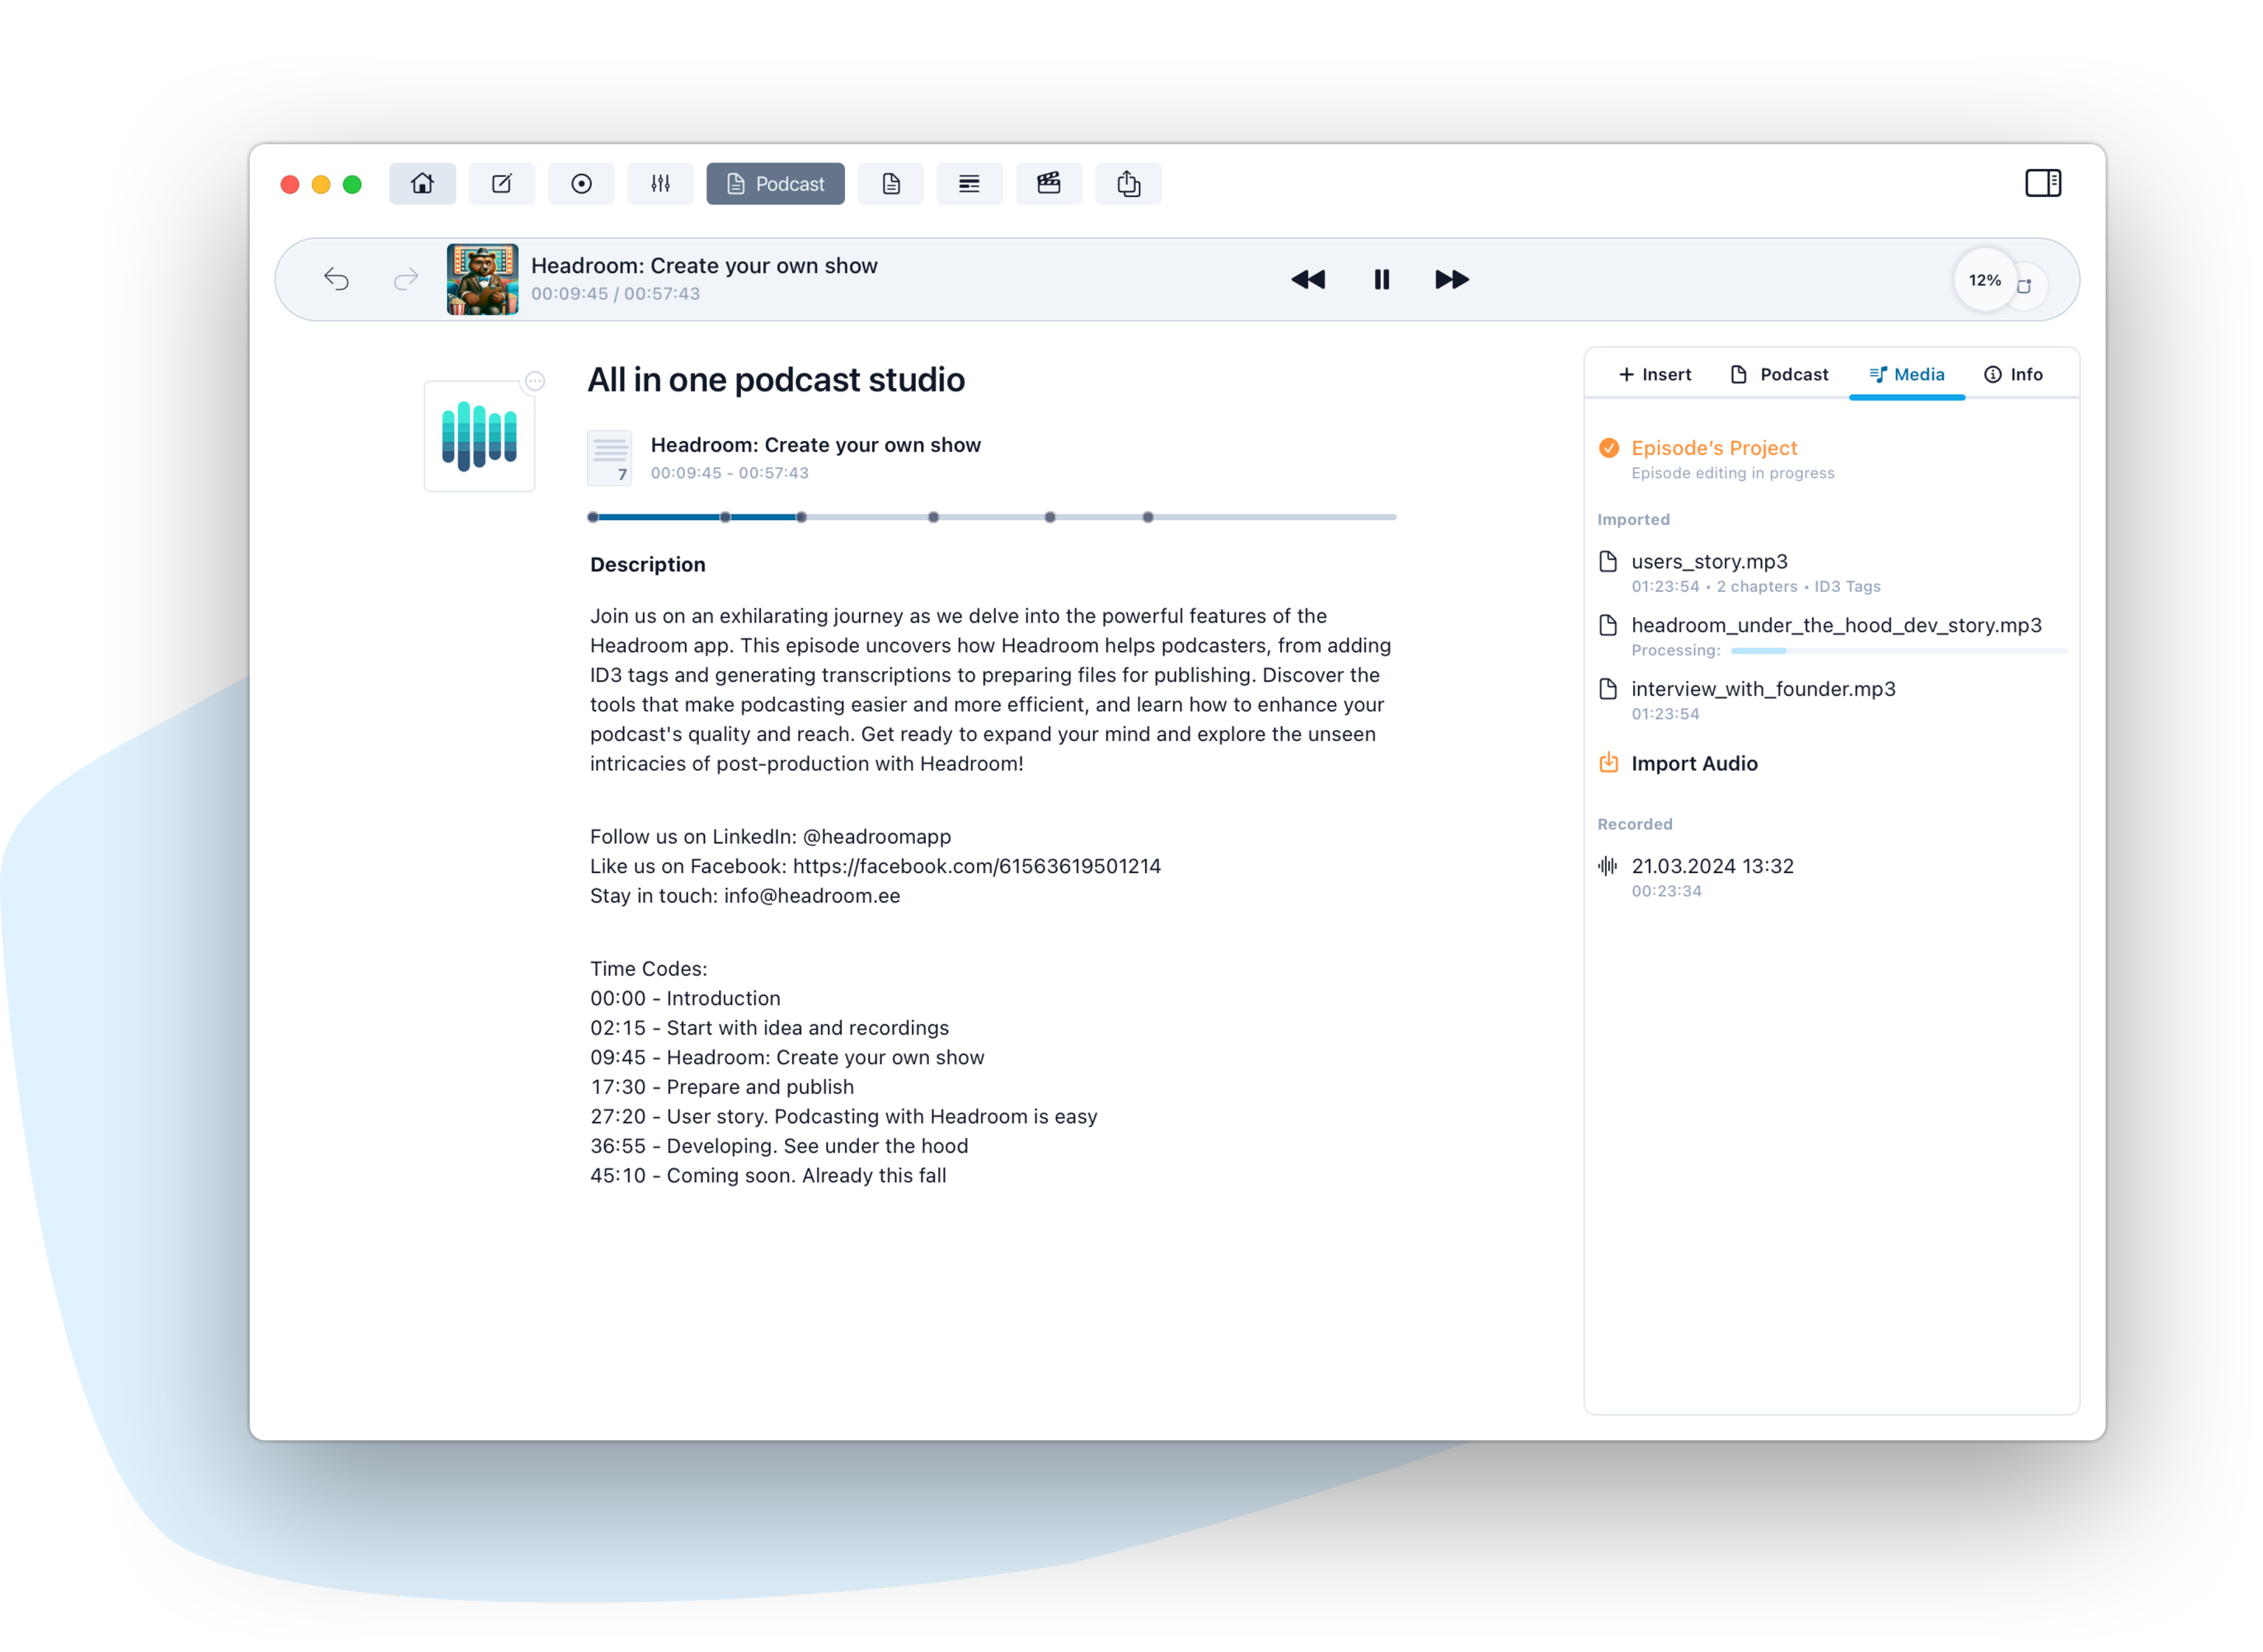 Podcast
Headroom: Create your own show
00:09:45 / 00:57:43
12%
All in one podcast studio
7
Headroom: Create your own show
00:09:45 - 00:57:43
Description
Join us on an exhilarating journey as we delve into the powerful features of the
Headroom app. This episode uncovers how Headroom helps podcasters, from adding
ID3 tags and generating transcriptions to preparing files for publishing. Discover the
tools that make podcasting easier and more efficient, and learn how to enhance your
podcast's quality and reach. Get ready to expand your mind and explore the unseen
intricacies of post-production with Headroom!
Follow us on LinkedIn: @headroomapp
Like us on Facebook: https://facebook.com/61563619501214
Stay in touch: info@headroom.ee
Time Codes:
00:00 - Introduction
02:15 - Start with idea and recordings
09:45 - Headroom: Create your own show
17:30 - Prepare and publish
27:20 - User story. Podcasting with Headroom is easy
36:55 - Developing. See under the hood
45:10 - Coming soon. Already this fall
+ Insert Podcast Media Info
Episode’s Project
Episode editing in progress
Imported
users_story.mp3
01:23:54 • 2 chapters • ID3 Tags
headroom_under_the_hood_dev_story.mp3
Processing:
interview_with_founder.mp3
01:23:54
Import Audio
Recorded
21.03.2024 13:32
00:23:34